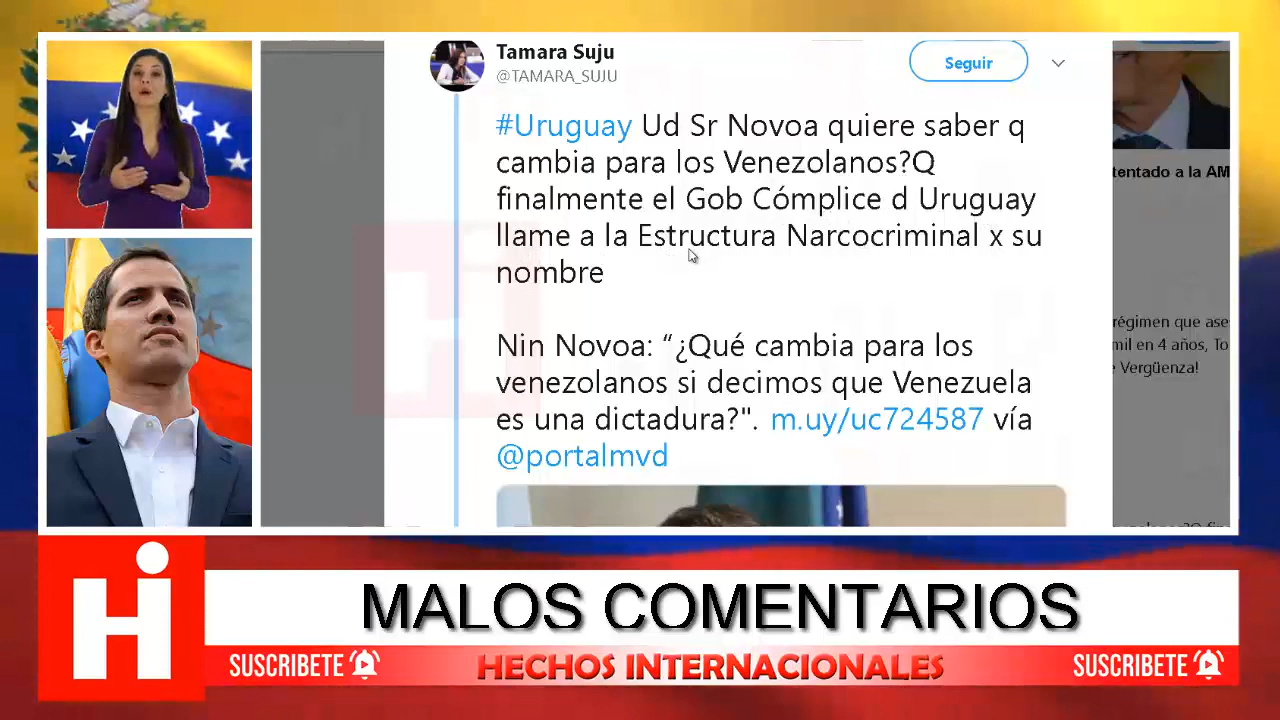 Tamara Suju
@TAMARA_SUJU
Seguir
#Uruguay Ud Sr Novoa quiere saber q
cambia para los Venezolanos?Q
finalmente el Gob Cómplice d Uruguay
llame a la Estructura Narcocriminal x su
nombre
Nin Novoa: “¿Qué cambia para los
venezolanos si decimos que Venezuela
es una dictadura?". m.uy/uc724587 vía
@portalmvd
tentado a la AM
régimen que ase
mil en 4 años, To
Vergüenza!
Hi
MALOS COMENTARIOS
SUSCRIBETE
HECHOS INTERNACIONALES
SUSCRIBETE